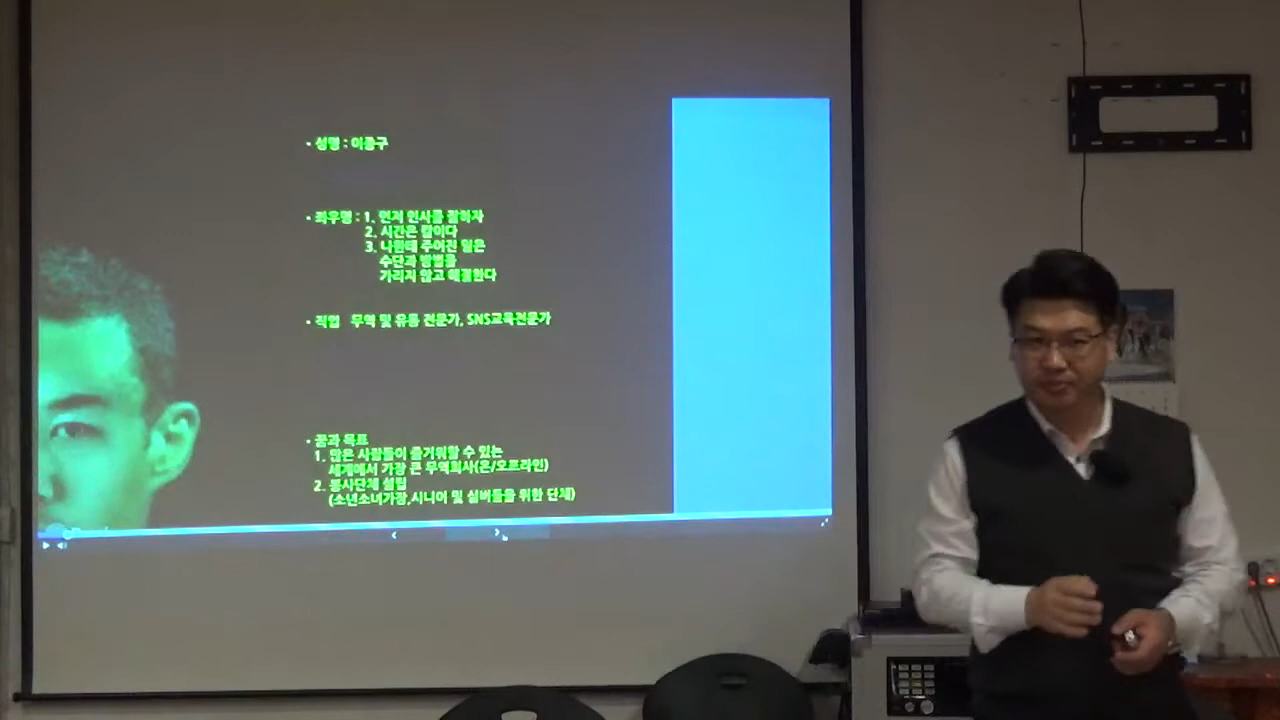 • 성명 : 이종구
• 좌우명 : 1. 먼저 인사를 잘하자
2. 시간은 칼이다
3. 나한테 주어진 일은
수단과 방법을
가리지 않고 해결한다
• 직업 무역 및 유통 전문가, SNS교육전문가
• 꿈과 목표
1. 많은 사람들이 즐거워할 수 있는
세계에서 가장 큰 무역회사(온/오프라인)
2. 봉사단체 설립
(소년소녀가장,시니어 및 실버들을 위한 단체)